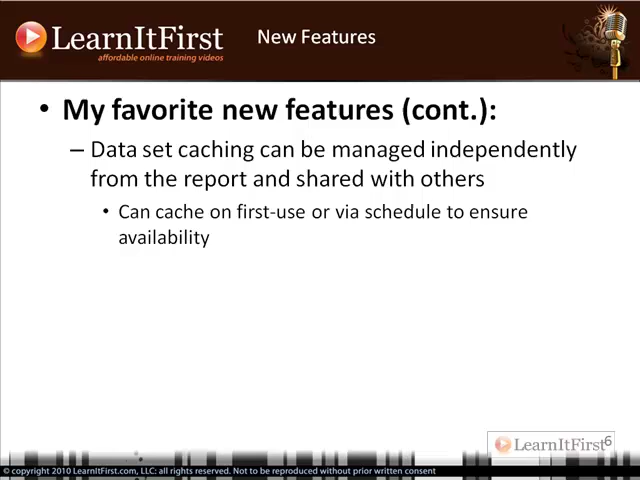 LearnItFirst
affordable online training videos
New Features
• My favorite new features (cont.):
– Data set caching can be managed independently
from the report and shared with others
• Can cache on first-use or via schedule to ensure
availability
LearnItFirst
6
© copyright 2010 LearnItFirst.com, LLC: all rights reserved. Not to be reproduced without prior written consent